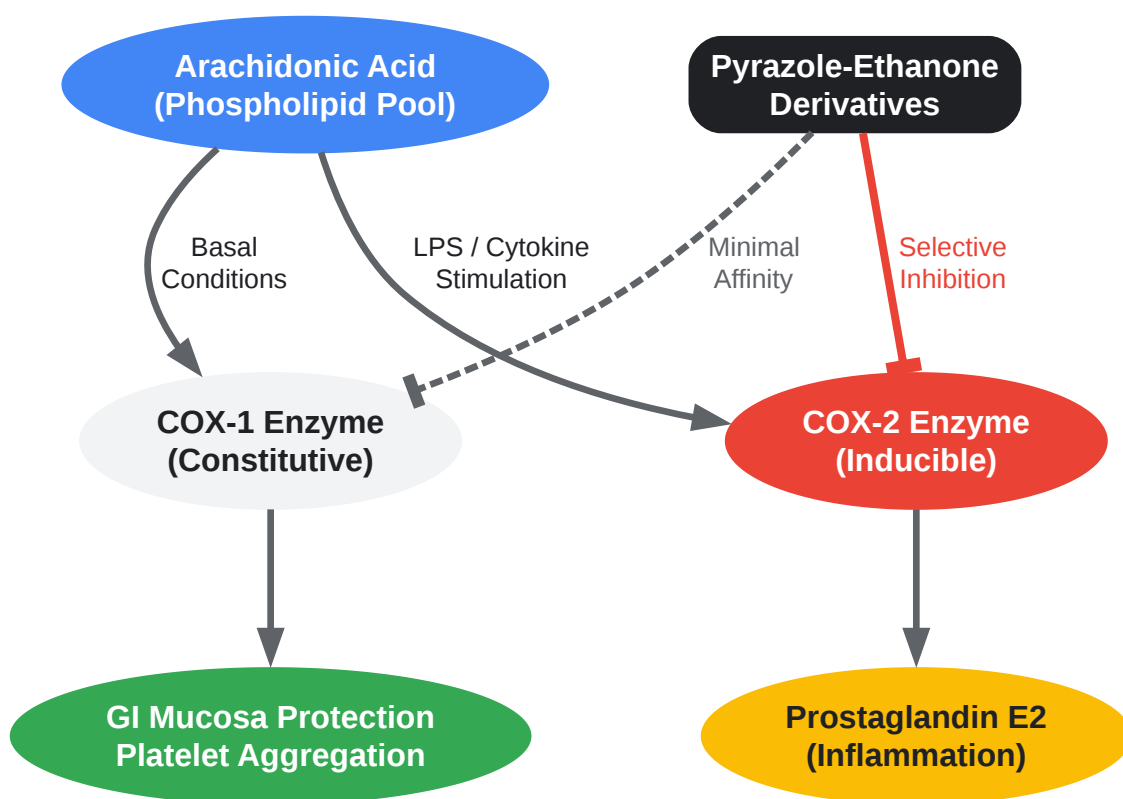 Arachidonic Acid
(Phospholipid Pool)
Pyrazole-Ethanone
Derivatives
Basal
Conditions
LPS / Cytokine
Stimulation
Minimal
Affinity
Selective
Inhibition
COX-1 Enzyme
(Constitutive)
COX-2 Enzyme
(Inducible)
GI Mucosa Protection
Platelet Aggregation
Prostaglandin E2
(Inflammation)